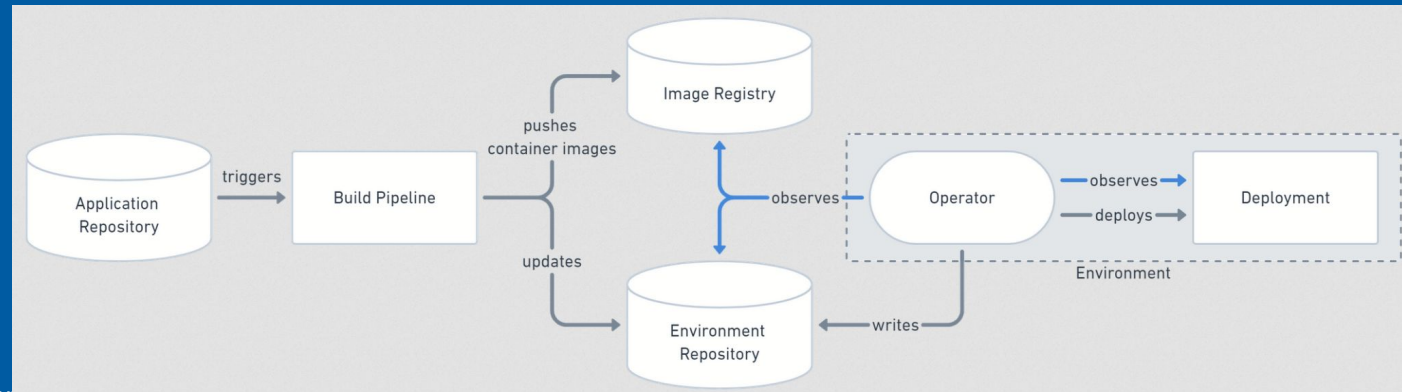 Application
Repository
triggers
Build Pipeline
pushes
container images
updates
Image Registry
Environment
Repository
observes
Operator
observes
deploys
Deployment
Environment
writes